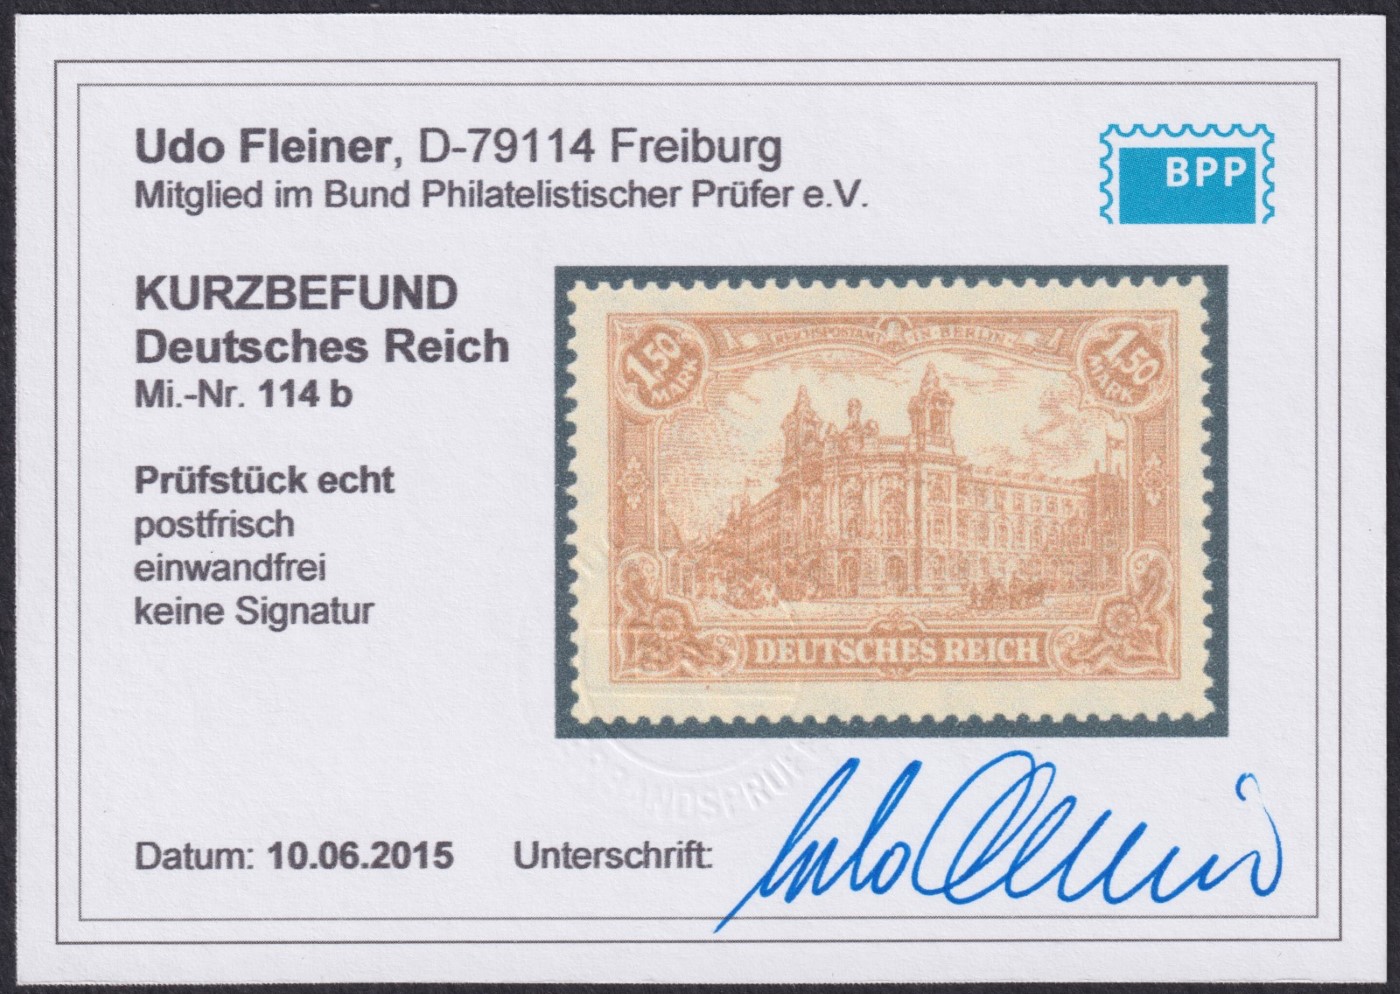 Udo Fleiner, D-79114 Freiburg
Mitglied im Bund Philatelistischer Prüfer e.V.
BPP
KURZBEFUND
Deutsches Reich
Mi.-Nr. 114 b
Prüfstück echt
postfrisch
einwandfrei
keine Signatur
1,50 MARK
REICHSPOSTAMT IN BERLIN
1,50 MARK
DEUTSCHES REICH
Datum: 10.06.2015
Unterschrift: